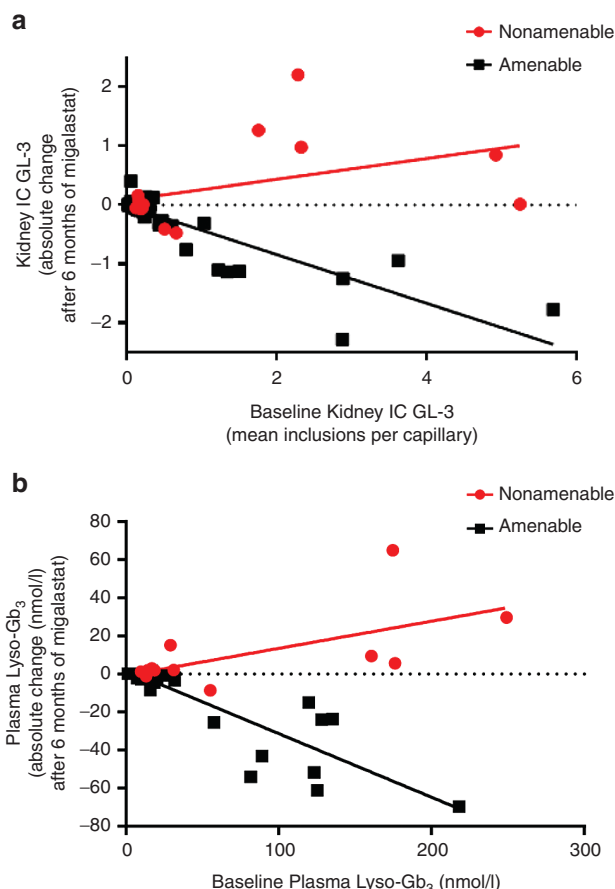 a
Nonamenable
Amenable
Kidney IC GL-3
(absolute change
after 6 months of migalastat)
2
1
0
−1
−2
0
2
4
6
Baseline Kidney IC GL-3
(mean inclusions per capillary)
b
Nonamenable
Amenable
Plasma Lyso-Gb3
(absolute change (nmol/l)
after 6 months of migalastat)
80
60
40
20
0
−20
−40
−60
−80
0
100
200
300
Baseline Plasma Lyso-Gb3 (nmol/l)